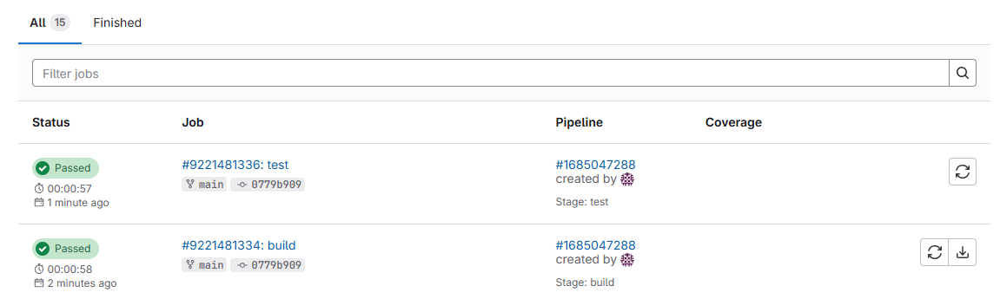 All 15 Finished
Filter jobs
Status Job Pipeline Coverage
Passed #9221481336: test #1685047288
main 0779b909 created by
00:00:57
1 minute ago Stage: test
Passed #9221481334: build #1685047288
main 0779b909 created by
00:00:58
2 minutes ago Stage: build